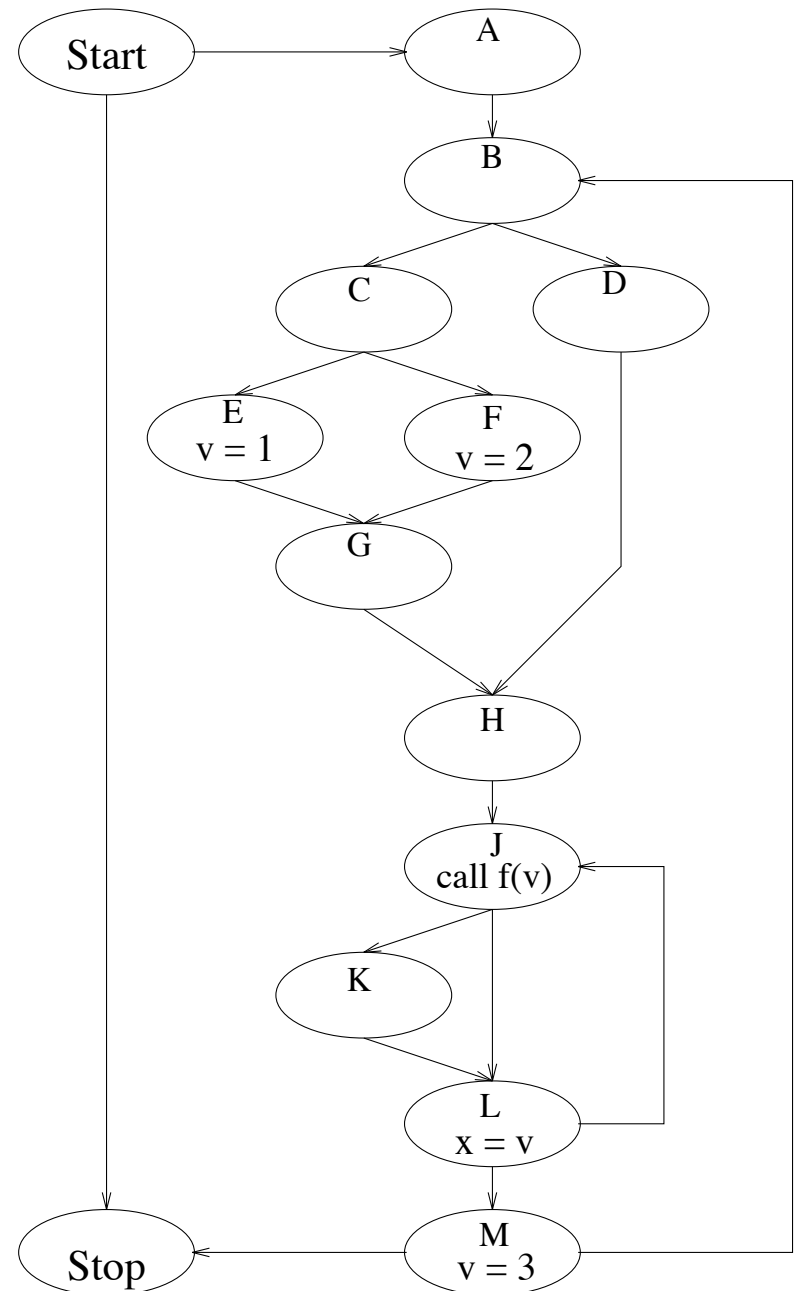 Start
A
B
C
D
E
v = 1
F
v = 2
G
H
J
call f(v)
K
L
x = v
M
v = 3
Stop